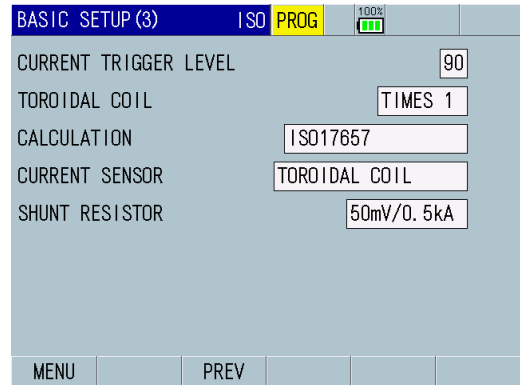 BASIC SETUP(3) ISO PROG 100%
CURRENT TRIGGER LEVEL 90
TOROIDAL COIL TIMES 1
CALCULATION ISO17657
CURRENT SENSOR TOROIDAL COIL
SHUNT RESISTOR 50mV/0.5kA
MENU PREV